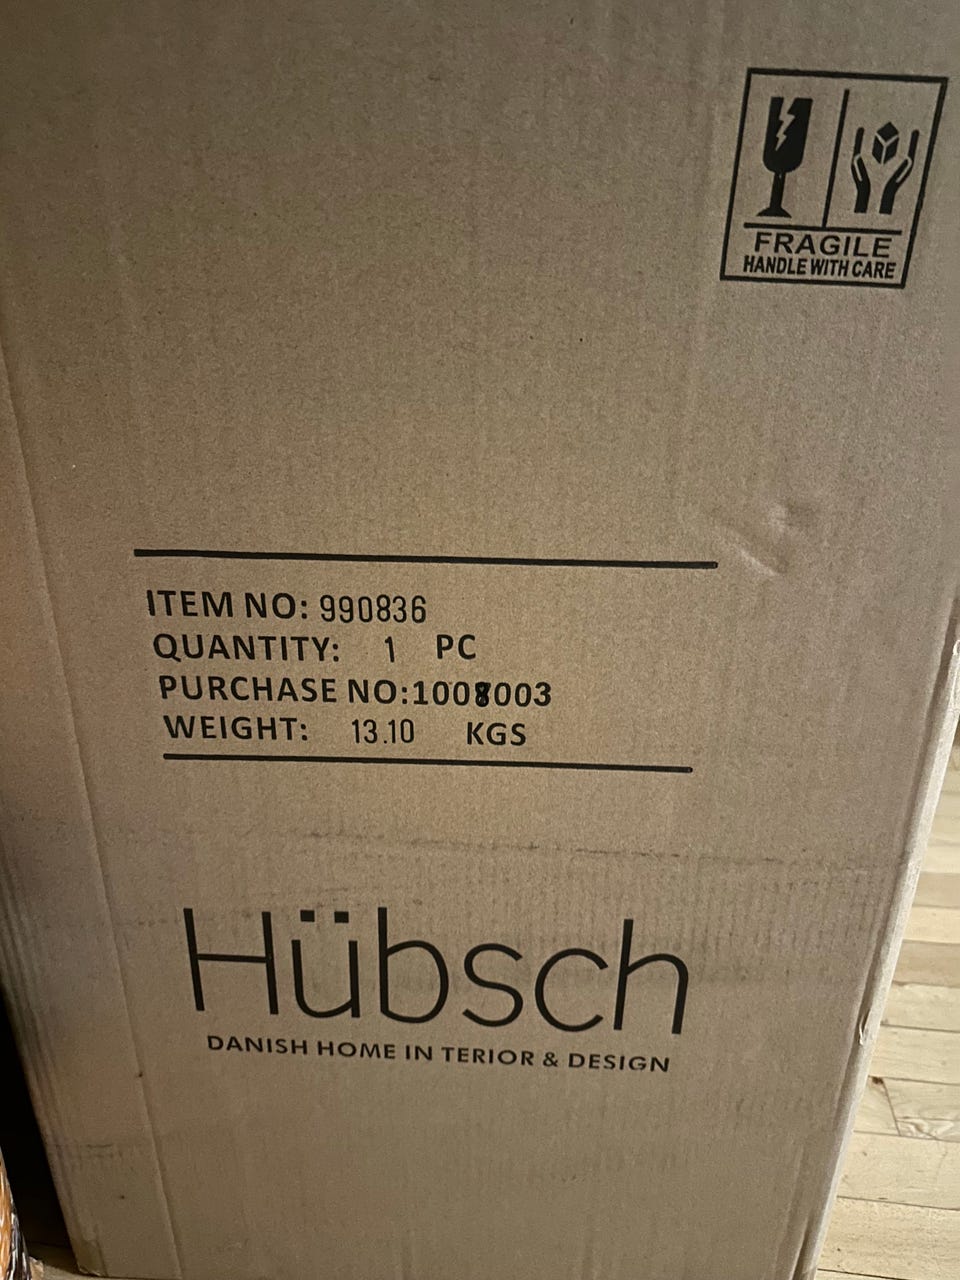 FRAGILE
HANDLE WITH CARE
ITEM NO: 990836
QUANTITY: 1 PC
PURCHASE NO:1008003
WEIGHT: 13.10 KGS
Hübsch
DANISH HOME IN TERIOR & DESIGN